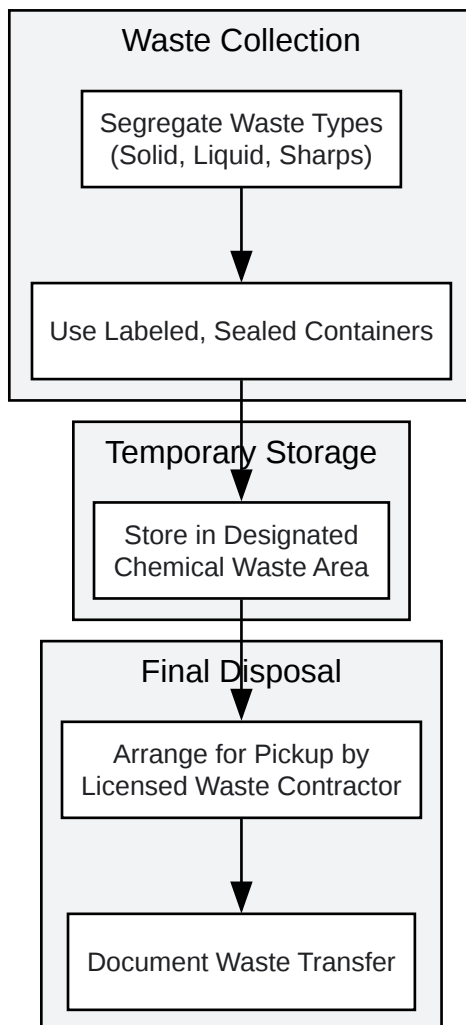 Waste Collection
Segregate Waste Types
(Solid, Liquid, Sharps)
Use Labeled, Sealed Containers
Temporary Storage
Store in Designated
Chemical Waste Area
Final Disposal
Arrange for Pickup by
Licensed Waste Contractor
Document Waste Transfer